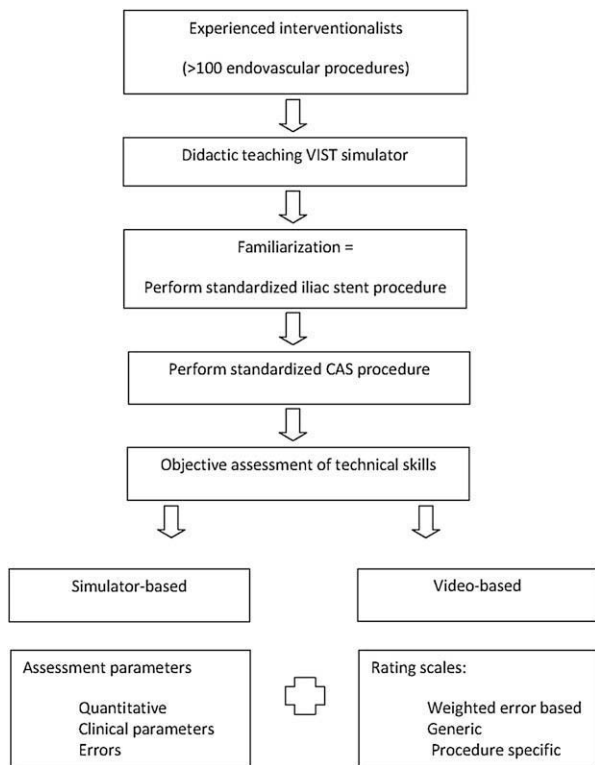 Experienced interventionalists
(>100 endovascular procedures)
Didactic teaching VIST simulator
Familiarization =
Perform standardized iliac stent procedure
Perform standardized CAS procedure
Objective assessment of technical skills
Simulator-based
Video-based
Assessment parameters
Quantitative
Clinical parameters
Errors
Rating scales:
Weighted error based
Generic
Procedure specific